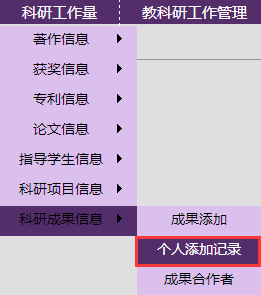 科研工作量 教科研工作管理
著作信息
获奖信息
专利信息
论文信息
指导学生信息
科研项目信息
科研成果信息 成果添加
个人添加记录
成果合作者